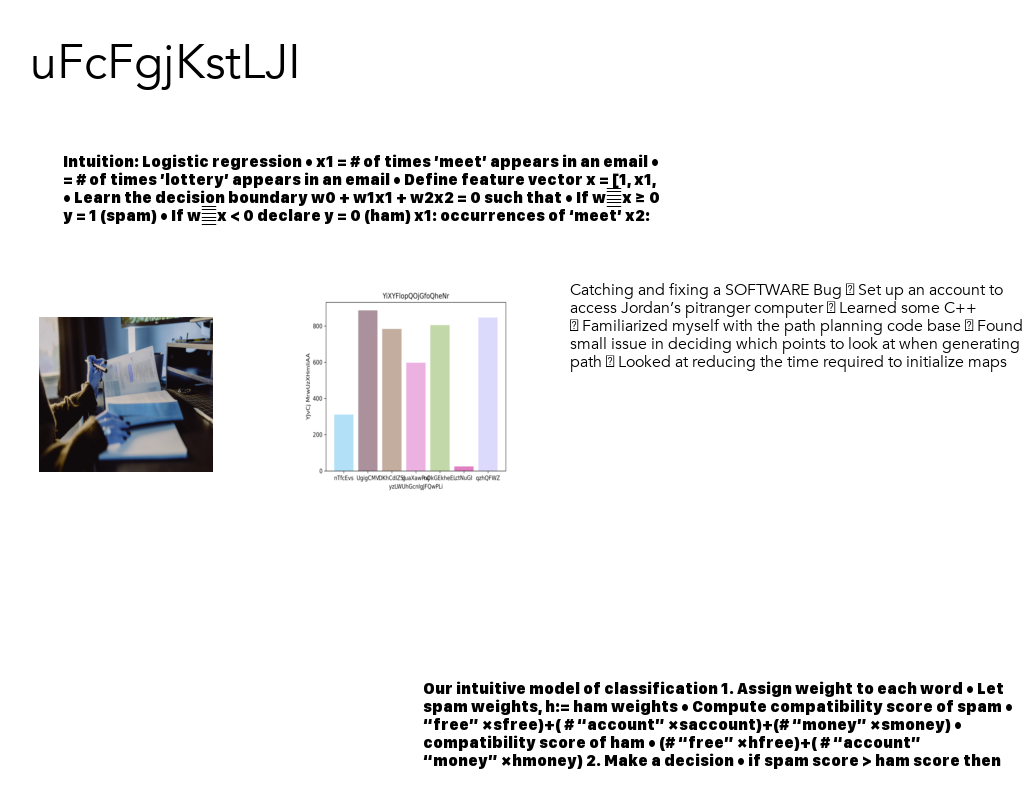 uFcFgjKstLJI
Intuition: Logistic regression • x1 = # of times ’meet’ appears in an email •
= # of times ’lottery’ appears in an email • Define feature vector x = [1, x1,
• Learn the decision boundary w0 + w1x1 + w2x2 = 0 such that • If w x ≥ 0
y = 1 (spam) • If w x < 0 declare y = 0 (ham) x1: occurrences of ‘meet’ x2:
YiXYFlopQOjGfoQheNr
Catching and fixing a SOFTWARE Bug Set up an account to
access Jordan’s pitranger computer Learned some C++
Familiarized myself with the path planning code base Found
small issue in deciding which points to look at when generating
path Looked at reducing the time required to initialize maps
800
600
400
200
0
nTfcEvs
qzhQFWZ
Our intuitive model of classification 1. Assign weight to each word • Let
spam weights, h:= ham weights • Compute compatibility score of spam •
“free” ×sfree)+( # “account” ×saccount)+(# “money” ×smoney) •
compatibility score of ham • (# “free” ×hfree)+( # “account”
“money” ×hmoney) 2. Make a decision • if spam score > ham score then